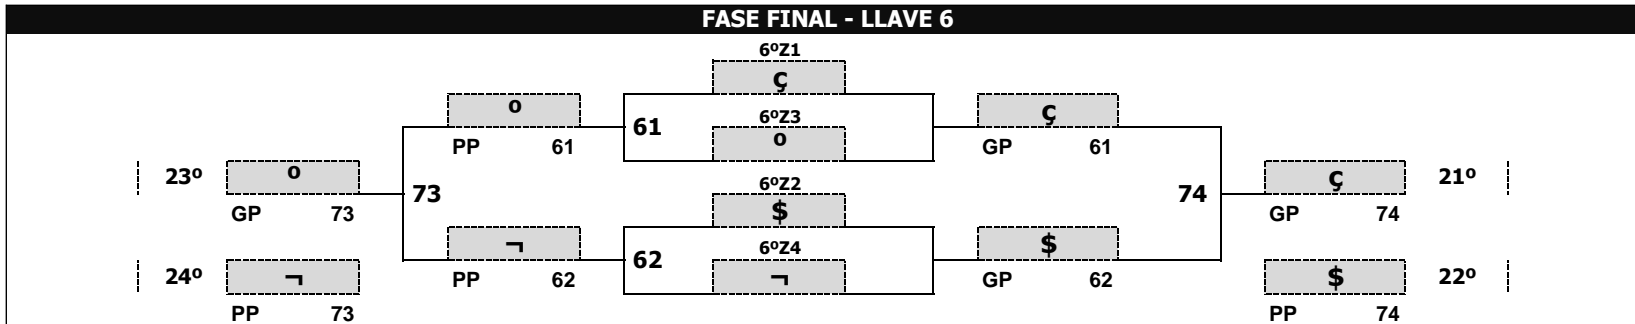 FASE FINAL - LLAVE 6
6ºZ1
ç
º 61 6ºZ3 ç
PP 61 º GP 61
23º º 73 6ºZ2 74 ç 21º
GP 73 $ GP 74
¬ 62 6ºZ4 $
24º ¬ PP 62 ¬ GP 62 $ 22º
PP 73 PP 74